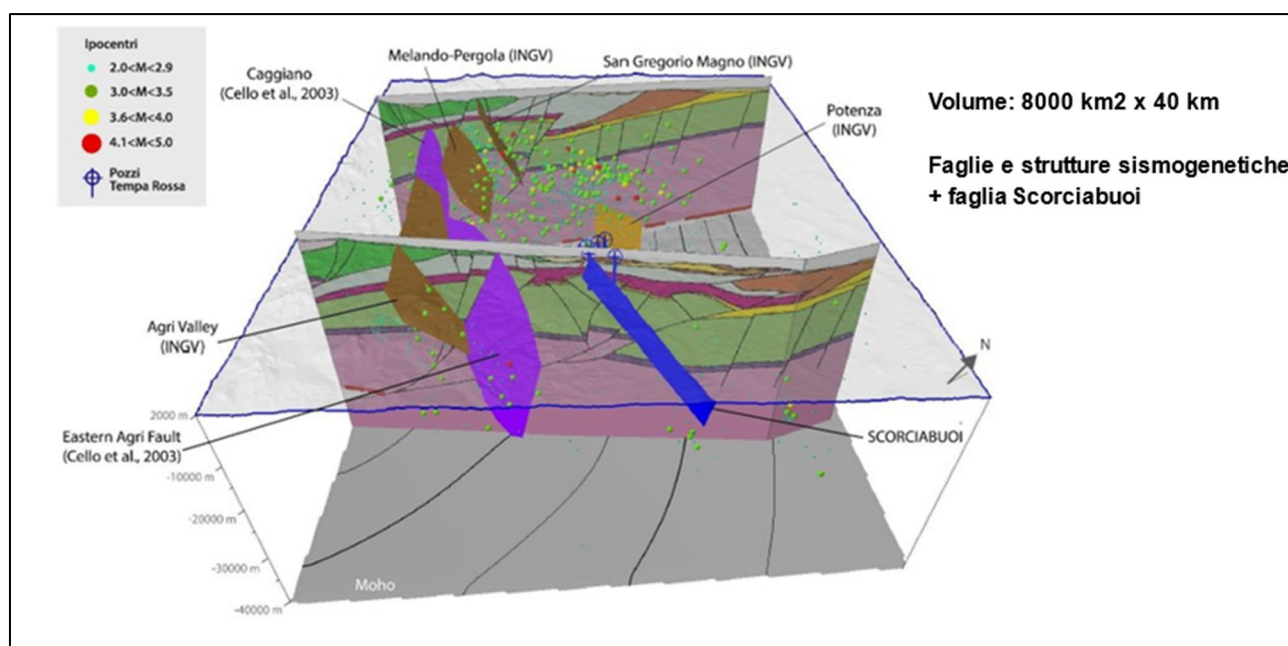 Ipocentri
2.0<M<2.9
3.0<M<3.5
3.6<M<4.0
4.1<M<5.0
Pozzi
Tempa Rossa
Melando-Pergola (INGV)
San Gregorio Magno (INGV)
Caggiano
(Cello et al., 2003)
Potenza
(INGV)
Volume: 8000 km2 x 40 km
Faglie e strutture sismogenetiche
+ faglia Scorciabuoi
Agri Valley
(INGV)
N
2000 m
Eastern Agri Fault
(Cello et al., 2003)
SCORCIABUOI
-10000 m
-20000 m
-30000 m
-40000 m
Moho